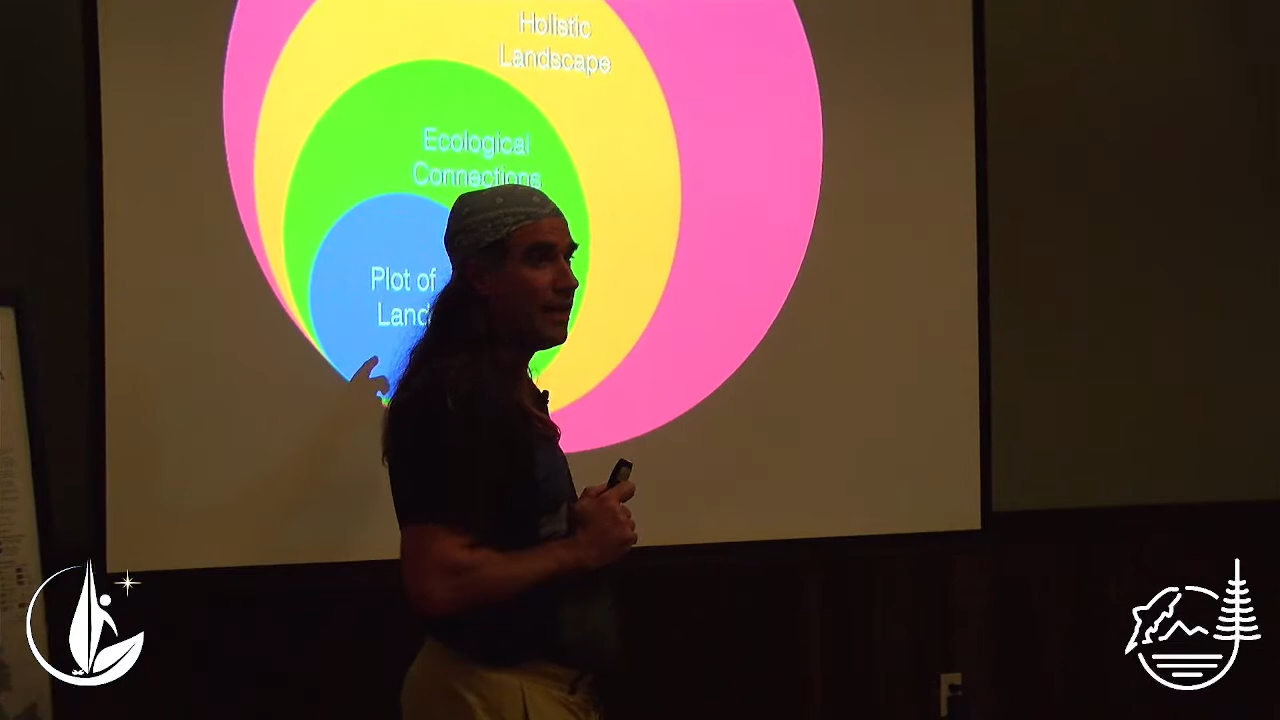 Holistic
Landscape
Ecological
Connections
Plot of
Land